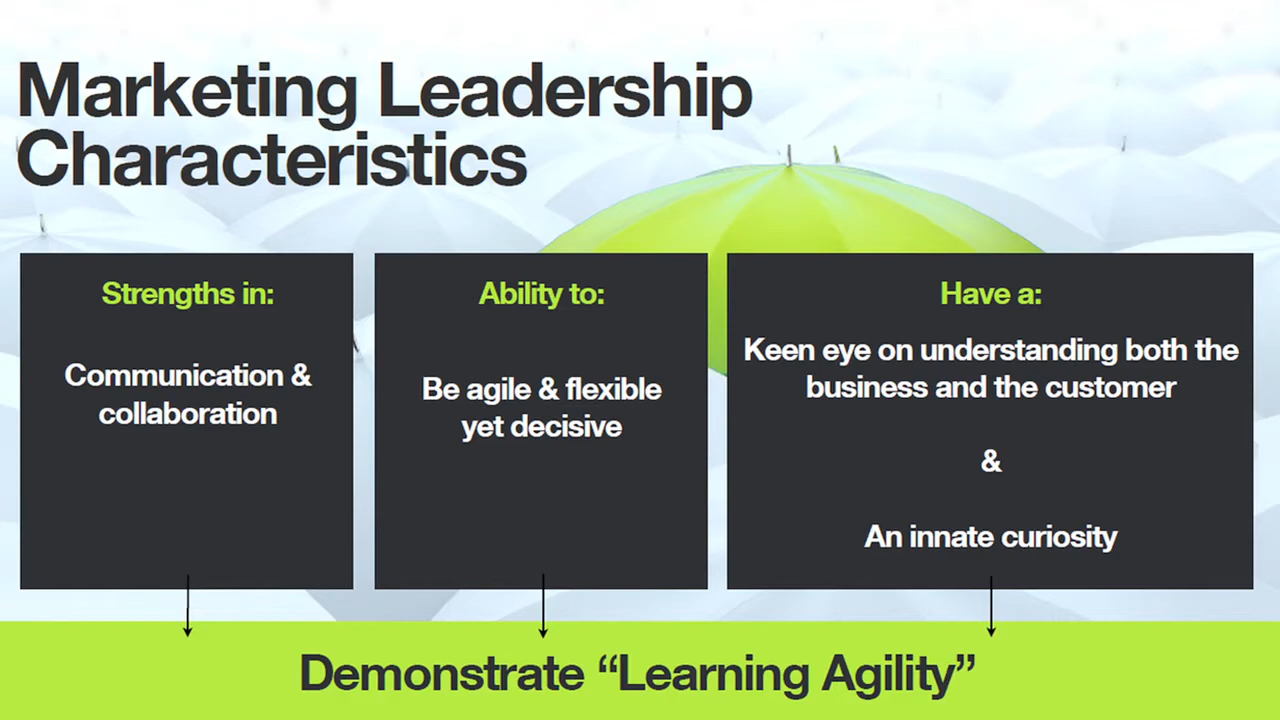 Marketing Leadership
Characteristics
Strengths in:
Communication &
collaboration
Ability to:
Be agile & flexible
yet decisive
Have a:
Keen eye on understanding both the
business and the customer
&
An innate curiosity
Demonstrate “Learning Agility”